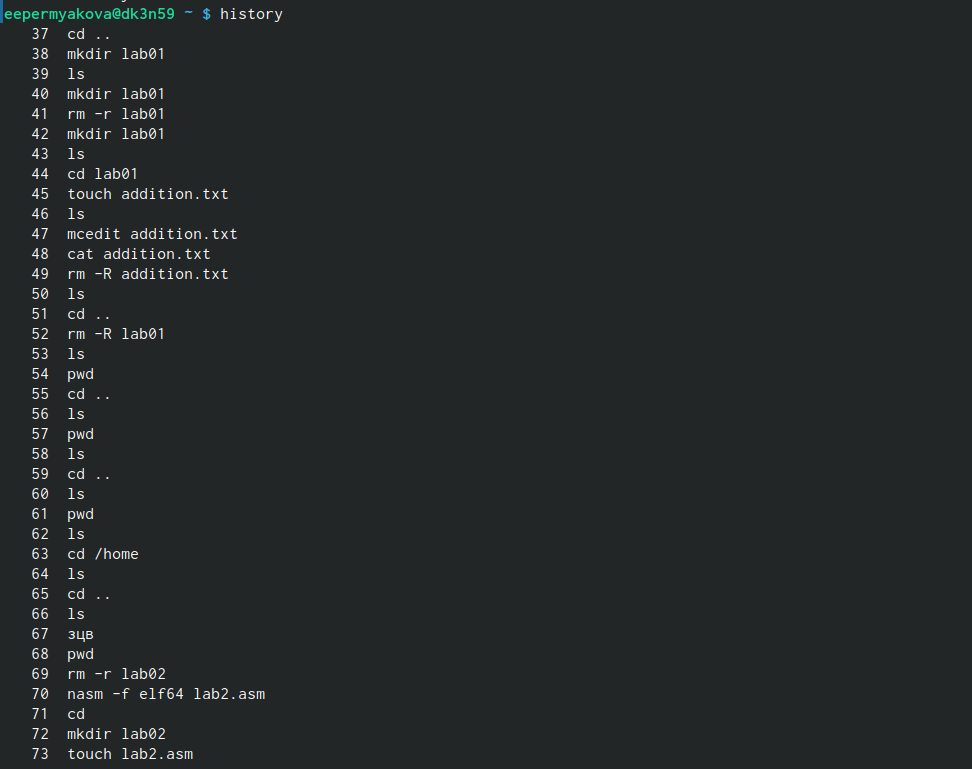 eepermyakova@dk3n59 ~ $ history
37 cd ..
38 mkdir lab01
39 ls
40 mkdir lab01
41 rm -r lab01
42 mkdir lab01
43 ls
44 cd lab01
45 touch addition.txt
46 ls
47 mcedit addition.txt
48 cat addition.txt
49 rm -R addition.txt
50 ls
51 cd ..
52 rm -R lab01
53 ls
54 pwd
55 cd ..
56 ls
57 pwd
58 ls
59 cd ..
60 ls
61 pwd
62 ls
63 cd /home
64 ls
65 cd ..
66 ls
67 зцв
68 pwd
69 rm -r lab02
70 nasm -f elf64 lab2.asm
71 cd
72 mkdir lab02
73 touch lab2.asm